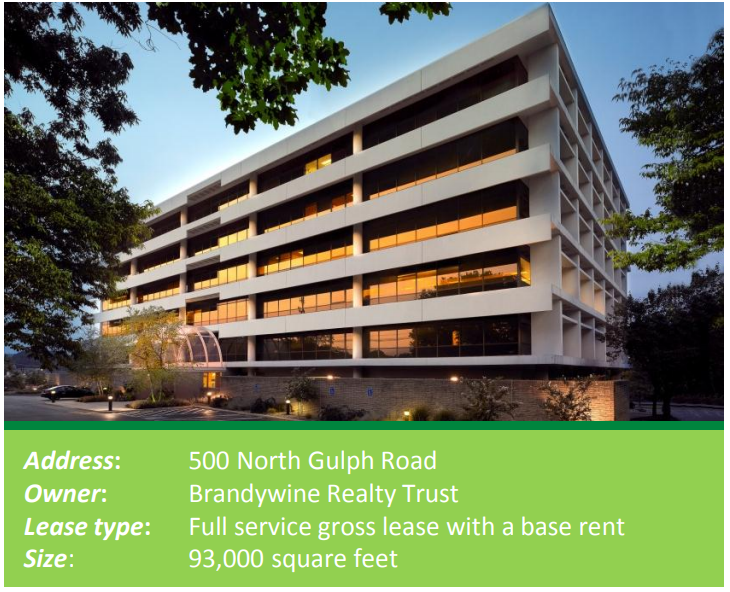 Address: 500 North Gulph Road
Owner: Brandywine Realty Trust
Lease type: Full service gross lease with a base rent
Size: 93,000 square feet